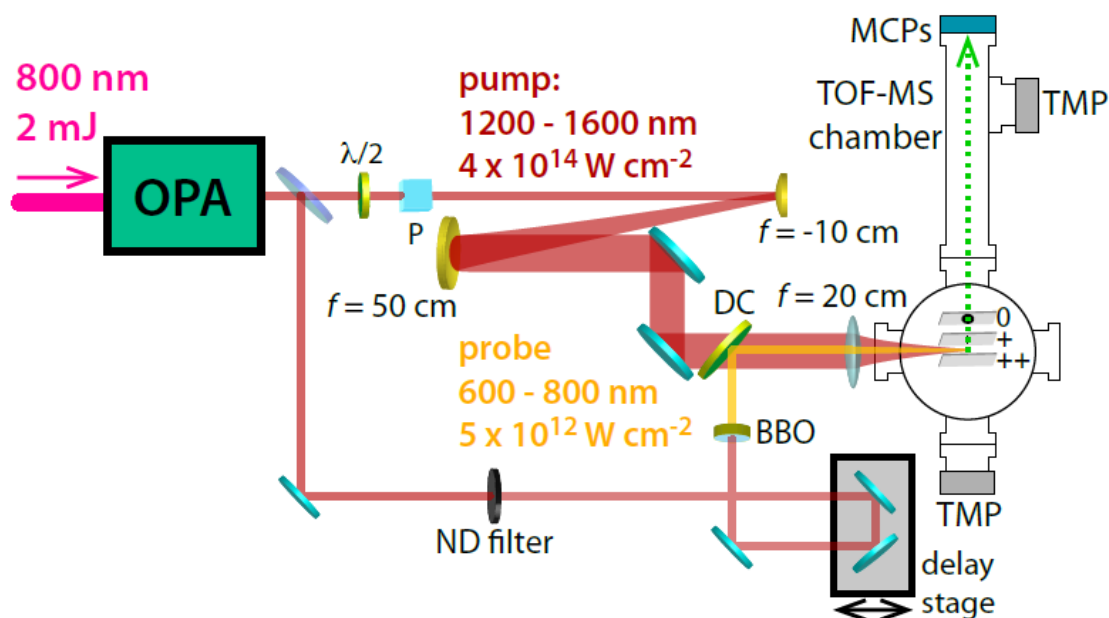 800 nm
2 mJ
OPA
λ/2
P
pump:
1200 - 1600 nm
4 x 10¹⁴ W cm⁻²
f = -10 cm
f = 50 cm
DC
f = 20 cm
probe
600 - 800 nm
5 x 10¹² W cm⁻²
BBO
ND filter
delay
stage
MCPs
TOF-MS
chamber
TMP
0
+
++
TMP